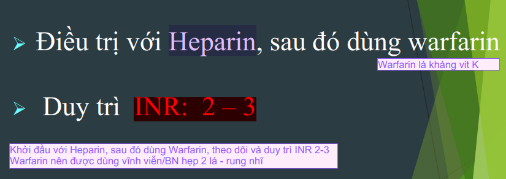 Điều trị với Heparin, sau đó dùng warfarin
Warfarin là kháng vit K
Duy trì INR: 2 – 3
Khởi đầu với Heparin, sau đó dùng Warfarin, theo dõi và duy trì INR 2-3
Warfarin nên được dùng vĩnh viễn/BN hẹp 2 lá - rung nhĩ